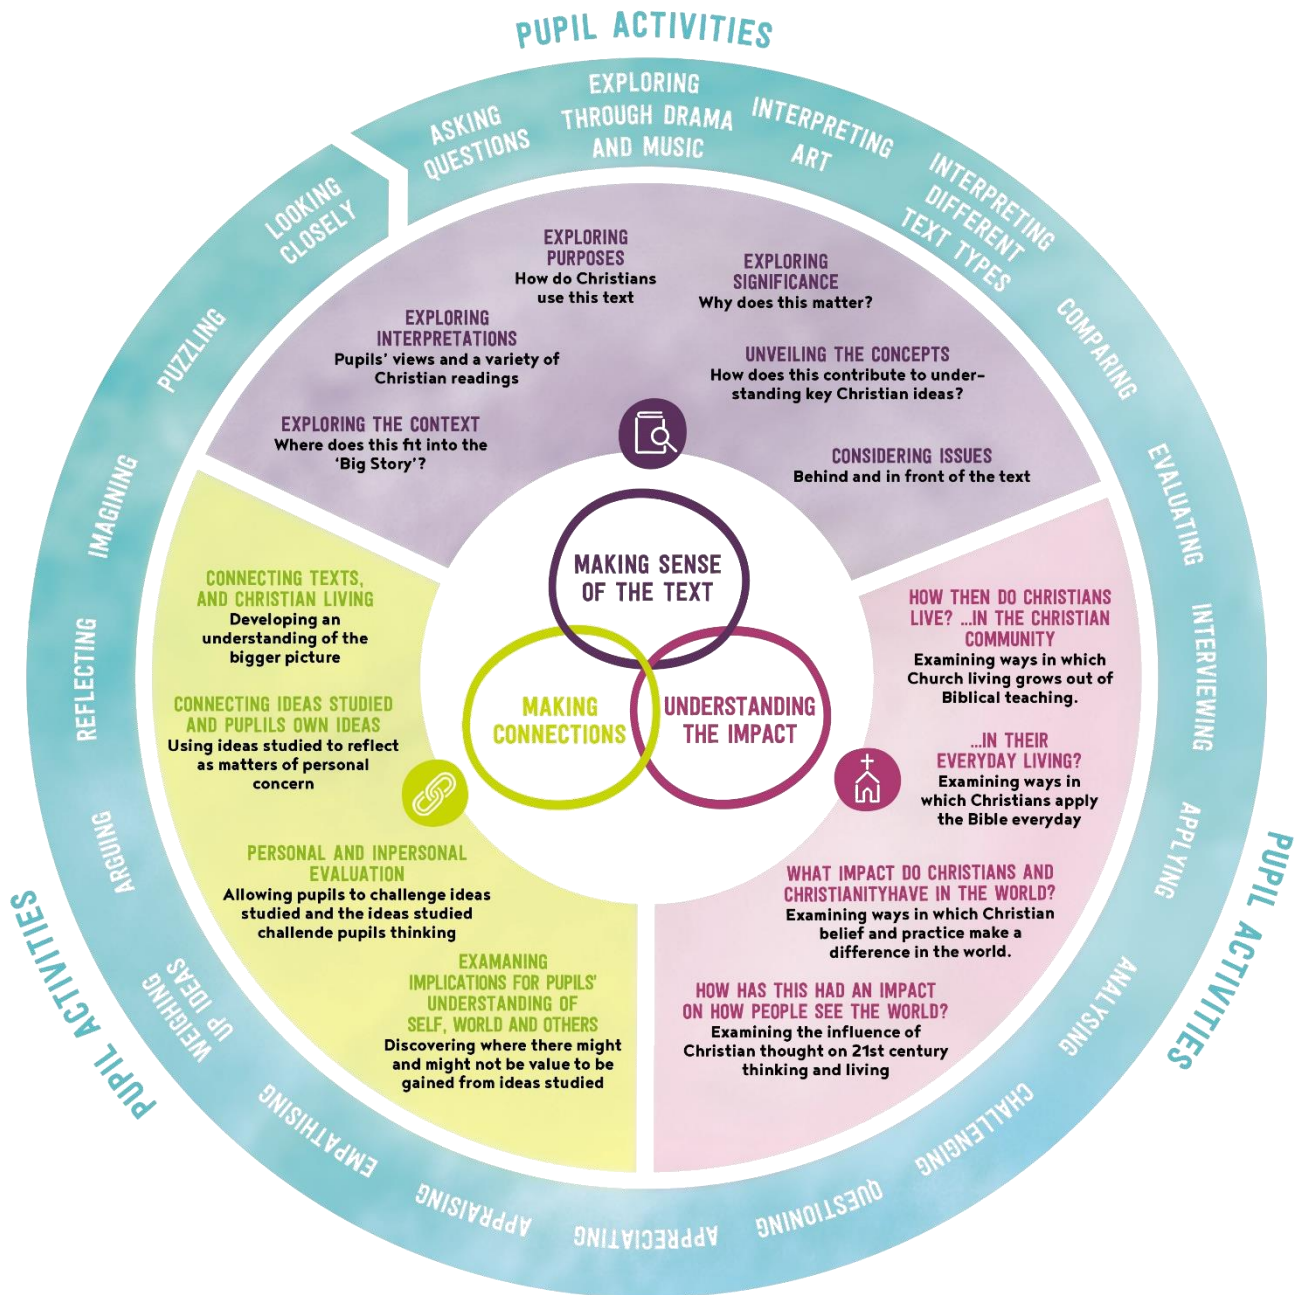 PUPIL ACTIVITIES
ASKING
QUESTIONS
EXPLORING
THROUGH DRAMA
AND MUSIC
INTERPRETING
ART
INTERPRETING
DIFFERENT
TEXT TYPES
COMPARING
EVALUATING
INTERVIEWING
APPLYING
ANALYSING
CHALLENGING
QUESTIONING
APPRECIATING
APPRAISING
EMPATHISING
WEIGHING
UP IDEAS
ARGUING
REFLECTING
IMAGINING
PUZZLING
LOOKING
CLOSELY
PUPIL ACTIVITIES
PUPIL ACTIVITIES
EXPLORING
PURPOSES
How do Christians
use this text
EXPLORING
SIGNIFICANCE
Why does this matter?
EXPLORING
INTERPRETATIONS
Pupils' views and a variety of
Christian readings
UNVEILING THE CONCEPTS
How does this contribute to under-
standing key Christian ideas?
EXPLORING THE CONTEXT
Where does this fit into the
'Big Story'?
CONSIDERING ISSUES
Behind and in front of the text
MAKING SENSE
OF THE TEXT
MAKING
CONNECTIONS
UNDERSTANDING
THE IMPACT
HOW THEN DO CHRISTIANS
LIVE? ...IN THE CHRISTIAN
COMMUNITY
Examining ways in which
Church living grows out of
Biblical teaching.
...IN THEIR
EVERYDAY LIVING?
Examining ways in
which Christians apply
the Bible everyday
WHAT IMPACT DO CHRISTIANS AND
CHRISTIANITYHAVE IN THE WORLD?
Examining ways in which Christian
belief and practice make a
difference in the world.
HOW HAS THIS HAD AN IMPACT
ON HOW PEOPLE SEE THE WORLD?
Examining the influence of
Christian thought on 21st century
thinking and living
CONNECTING TEXTS,
AND CHRISTIAN LIVING
Developing an
understanding of the
bigger picture
CONNECTING IDEAS STUDIED
AND PUPLILS OWN IDEAS
Using ideas studied to reflect
as matters of personal
concern
PERSONAL AND INPERSONAL
EVALUATION
Allowing pupils to challenge ideas
studied and the ideas studied
challende pupils thinking
EXAMANING
IMPLICATIONS FOR PUPILS'
UNDERSTANDING OF
SELF, WORLD AND OTHERS
Discovering where there might
and might not be value to be
gained from ideas studied